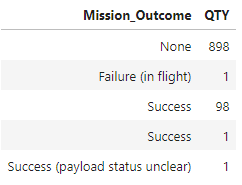 Mission_Outcome QTY
None 898
Failure (in flight) 1
Success 98
Success 1
Success (payload status unclear) 1